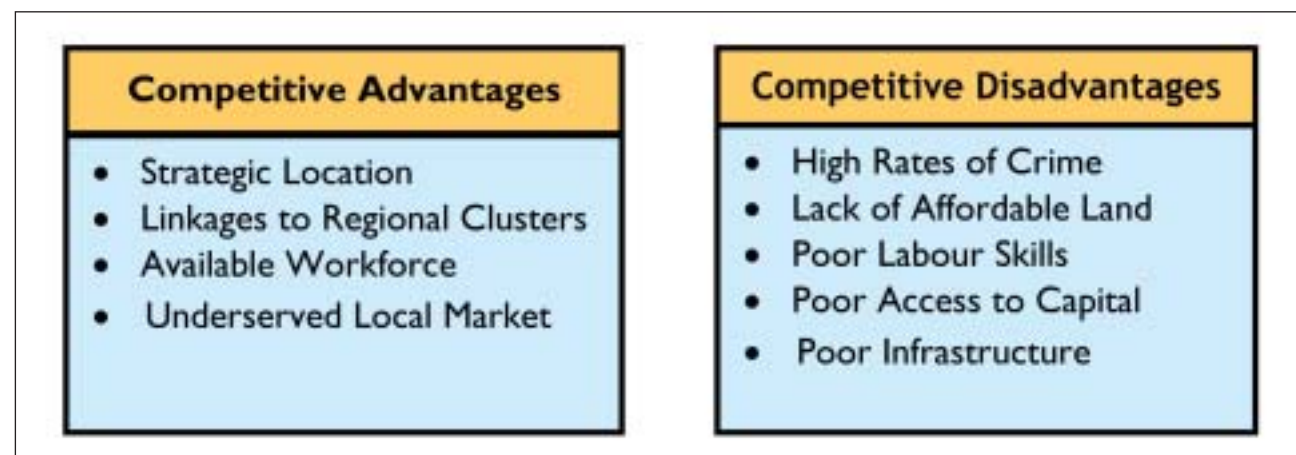 Competitive Advantages
• Strategic Location
• Linkages to Regional Clusters
• Available Workforce
• Underserved Local Market
Competitive Disadvantages
• High Rates of Crime
• Lack of Affordable Land
• Poor Labour Skills
• Poor Access to Capital
• Poor Infrastructure